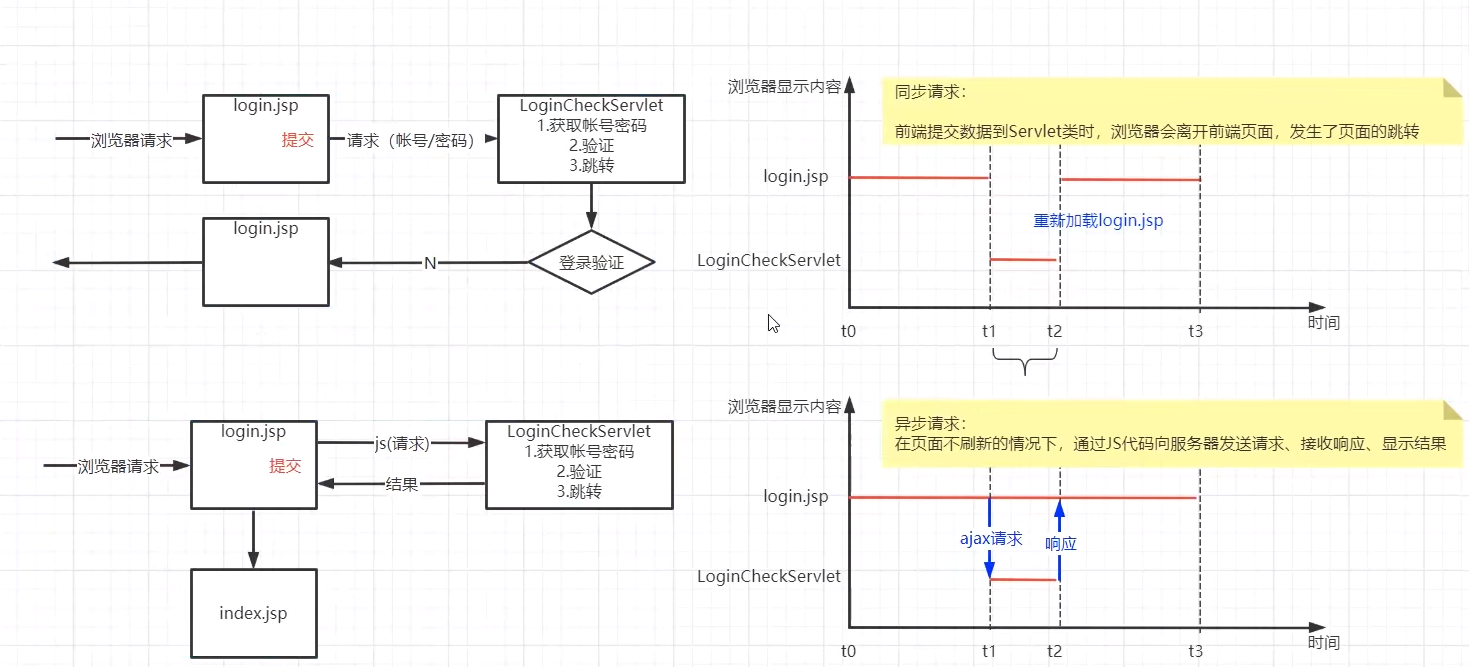 login.jsp
浏览器请求
提交
请求（帐号/密码）
LoginCheckServlet
1.获取帐号密码
2.验证
3.跳转
login.jsp
N
登录验证
浏览器显示内容
同步请求：
前端提交数据到Servlet类时，浏览器会离开前端页面，发生了页面的跳转
login.jsp
重新加载login.jsp
LoginCheckServlet
t0
t1
t2
t3
时间
login.jsp
浏览器请求
提交
js(请求)
结果
LoginCheckServlet
1.获取帐号密码
2.验证
3.跳转
index.jsp
浏览器显示内容
异步请求：
在页面不刷新的情况下，通过JS代码向服务器发送请求、接收响应、显示结果
login.jsp
ajax请求
响应
LoginCheckServlet
t0
t1
t2
t3
时间